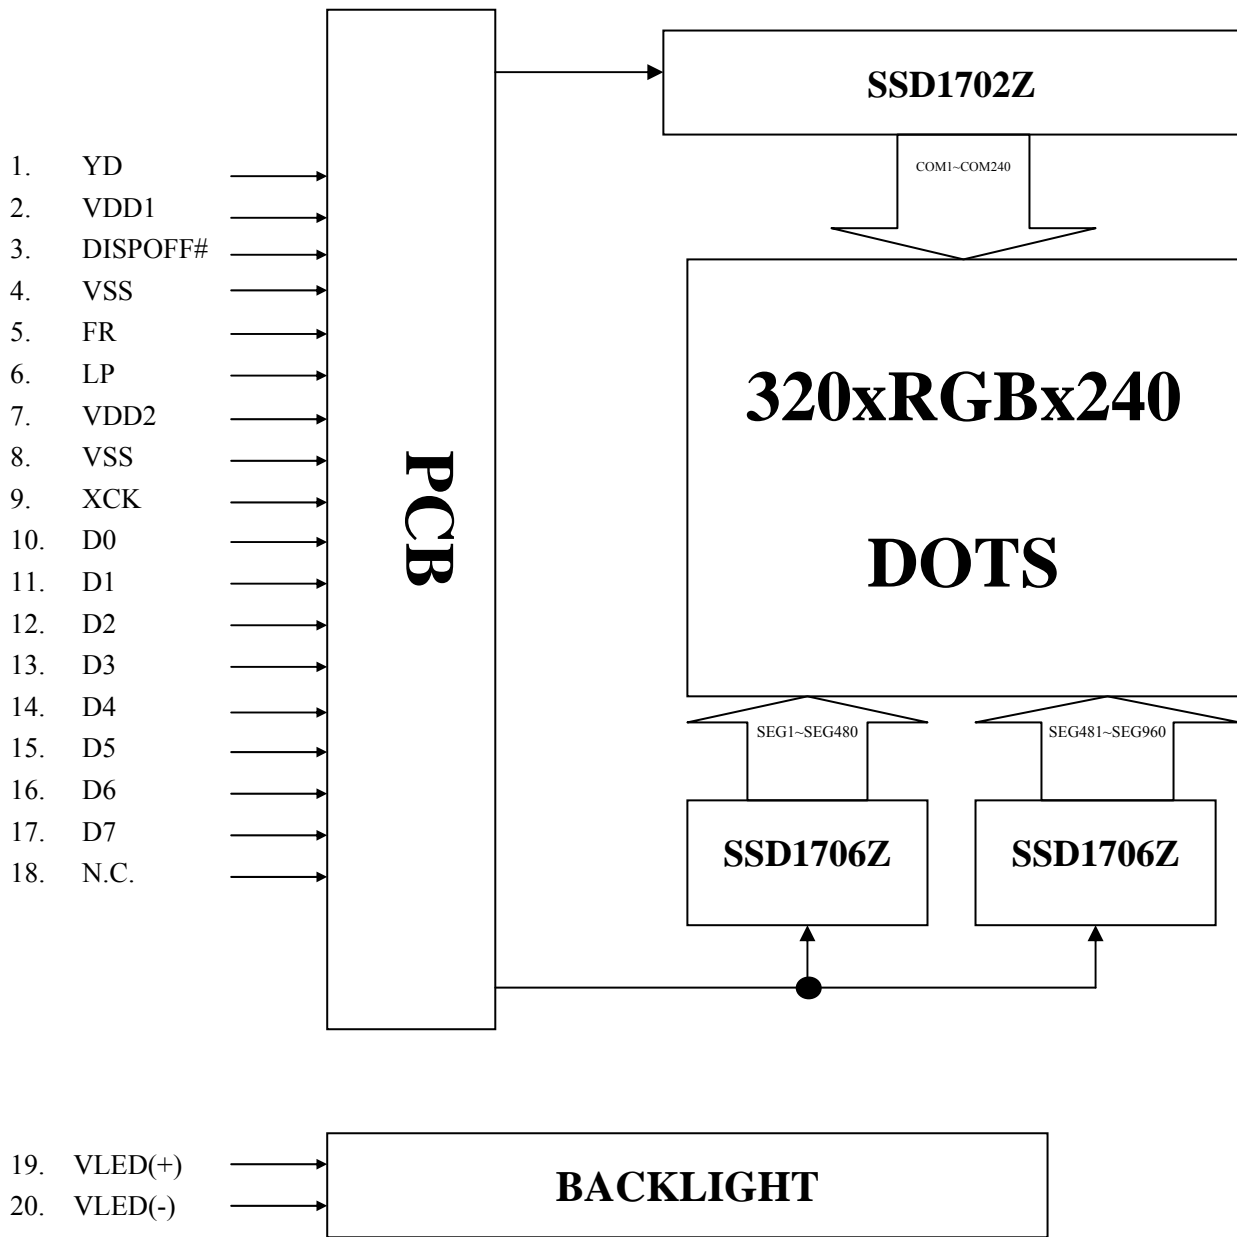 1. YD
2. VDD1
3. DISPOFF#
4. VSS
5. FR
6. LP
7. VDD2
8. VSS
9. XCK
10. D0
11. D1
12. D2
13. D3
14. D4
15. D5
16. D6
17. D7
18. N.C.
PCB
SSD1702Z
COM1~COM240
320xRGBx240
DOTS
SEG1~SEG480
SEG481~SEG960
SSD1706Z
SSD1706Z
19. VLED(+)
20. VLED(-)
BACKLIGHT